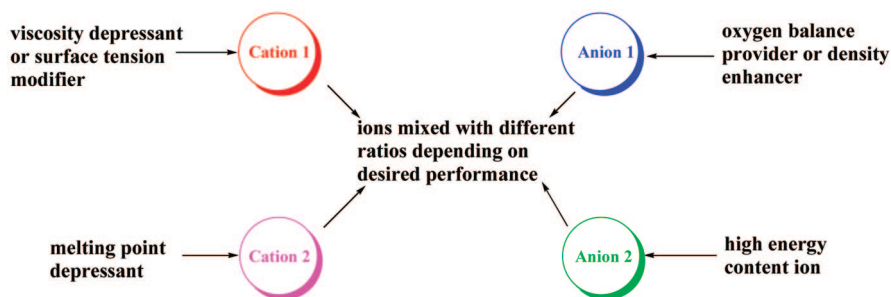 viscosity depressant
or surface tension
modifier
Cation 1
Anion 1
oxygen balance
provider or density
enhancer
ions mixed with different
ratios depending on
desired performance
melting point
depressant
Cation 2
Anion 2
high energy
content ion